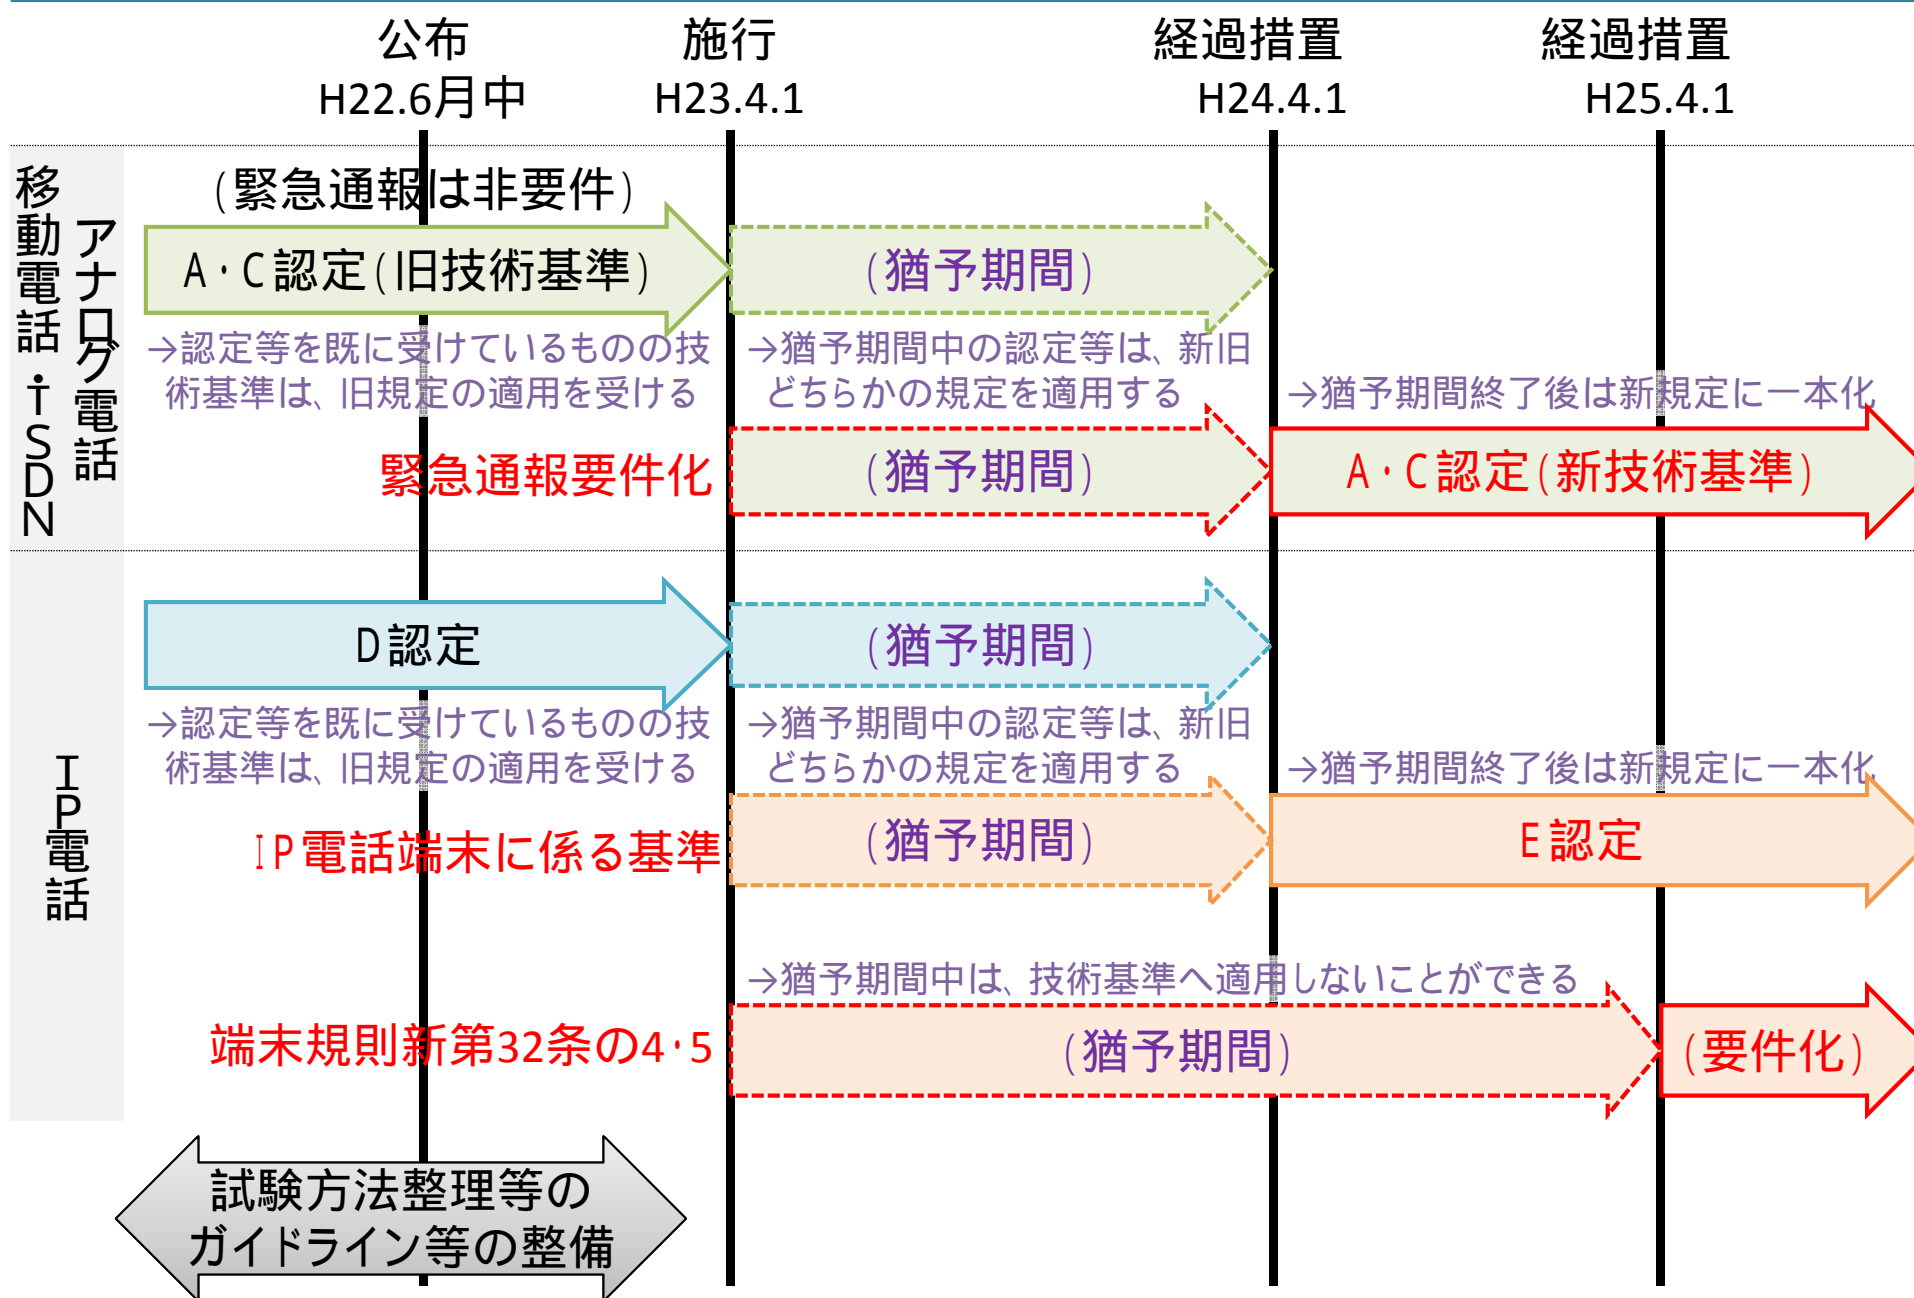 公布
H22.6月中
施行
H23.4.1
経過措置
H24.4.1
経過措置
H25.4.1
アナログ電話
移動電話・ISDN
(緊急通報は非要件)
A・C認定(旧技術基準)
(猶予期間)
→認定等を既に受けているものの技
術基準は、旧規定の適用を受ける
→猶予期間中の認定等は、新旧
どちらかの規定を適用する
→猶予期間終了後は新規定に一本化
緊急通報要件化
(猶予期間)
A・C認定(新技術基準)
IP電話
D認定
(猶予期間)
→認定等を既に受けているものの技
術基準は、旧規定の適用を受ける
→猶予期間中の認定等は、新旧
どちらかの規定を適用する
→猶予期間終了後は新規定に一本化
IP電話端末に係る基準
(猶予期間)
E認定
→猶予期間中は、技術基準へ適用しないことができる
端末規則新第32条の4・5
(猶予期間)
(要件化)
試験方法整理等の
ガイドライン等の整備